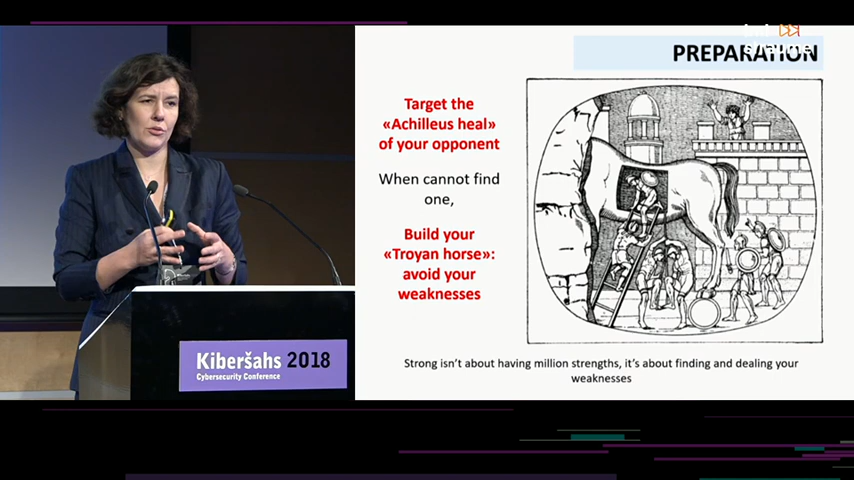 PREPARATION
Target the
«Achilleus heal»
of your opponent
When cannot find
one,
Build your
«Troyan horse»:
avoid your
weaknesses
Strong isn't about having million strengths, it's about finding and dealing your
weaknesses
Kiberšahs 2018
Cybersecurity Conference